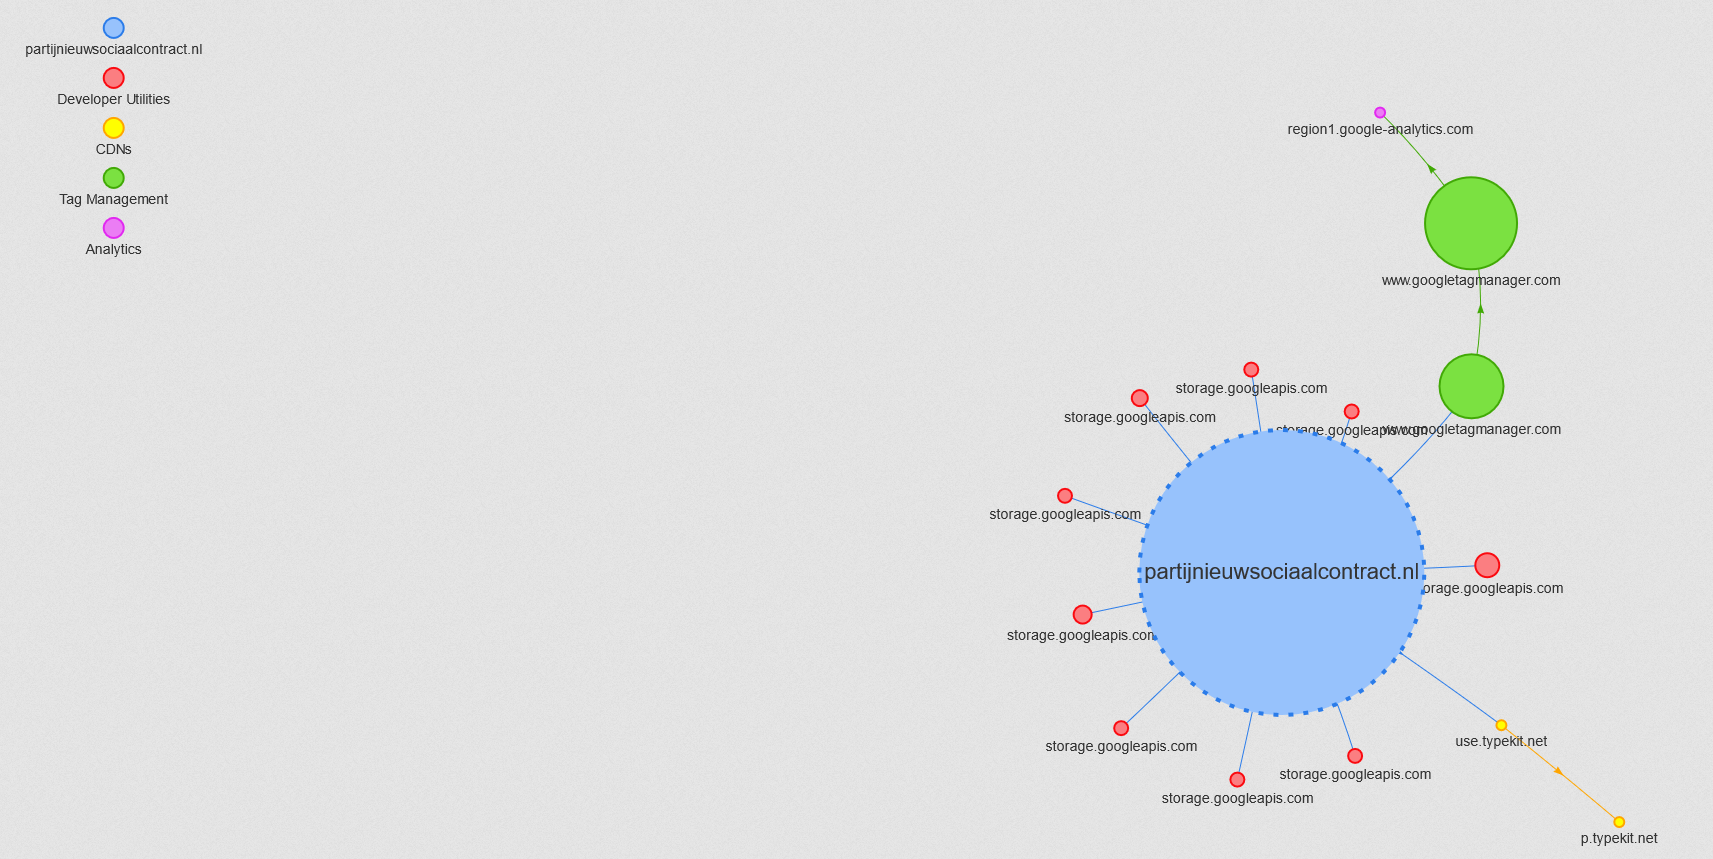 partijnieuwsociaalcontract.nl
Developer Utilities
CDNs
Tag Management
Analytics
region1.google-analytics.com
www.googletagmanager.com
storage.googleapis.com
storage.googleapis.com
storage.googleapis.com
www.googletagmanager.com
storage.googleapis.com
partijnieuwsociaalcontract.nl
orage.googleapis.com
storage.googleapis.com
use.typekit.net
storage.googleapis.com
storage.googleapis.com
storage.googleapis.com
p.typekit.net